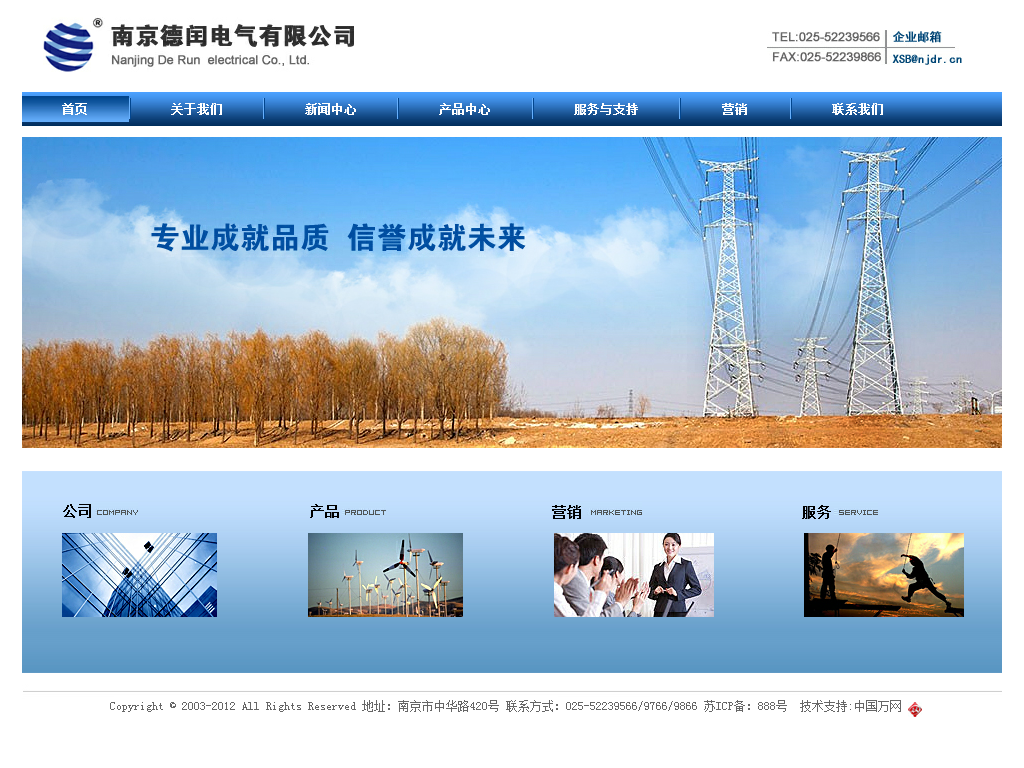 南京德闰电气有限公司®
Nanjing De Run electrical Co., Ltd.
TEL:025-52239566 企业邮箱
FAX:025-52239866 XSB@njdr.cn
首页 关于我们 新闻中心 产品中心 服务与支持 营销 联系我们
专业成就品质 信誉成就未来
公司 COMPANY 产品 PRODUCT 营销 MARKETING 服务 SERVICE
Copyright © 2003-2012 All Rights Reserved 地址：南京市中华路420号 联系方式：025-52239566/9766/9866 苏ICP备：888号 技术支持:中国万网